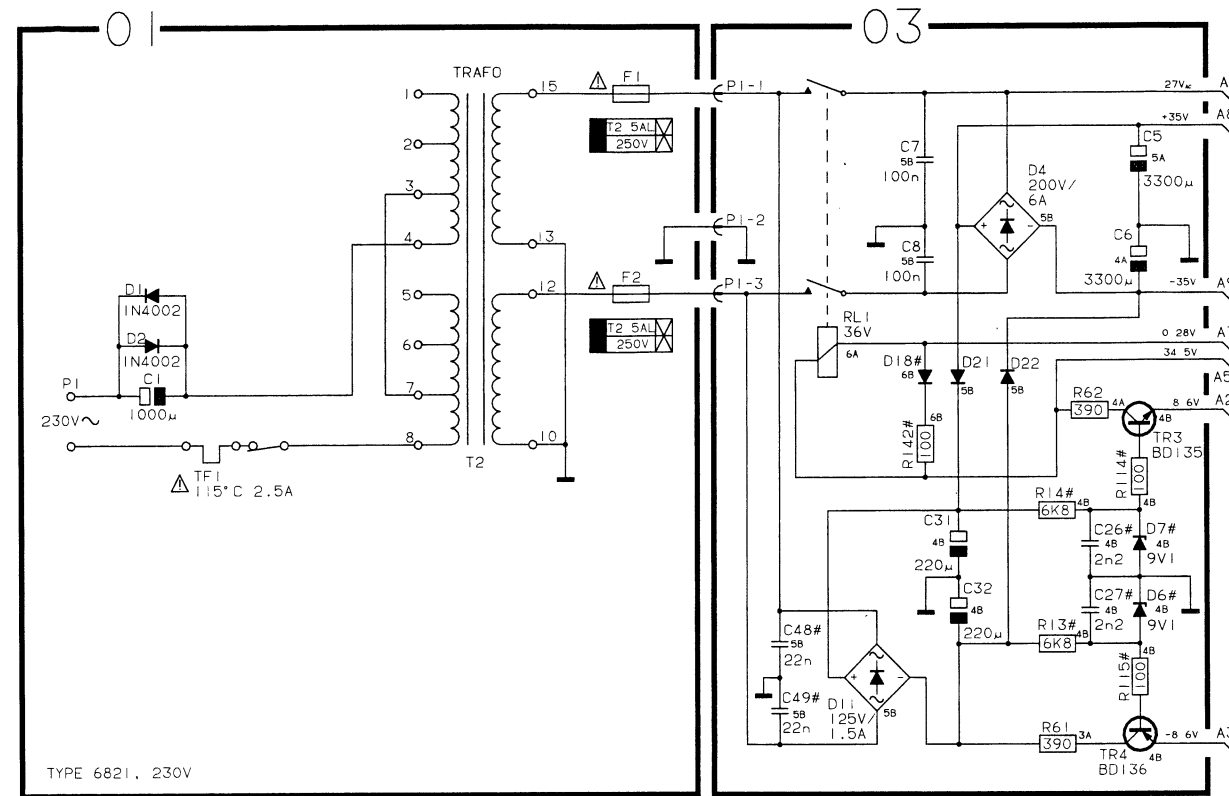 01
03
TRAFO
1
2
3
4
5
6
7
8
15
13
12
10
T2
F1
T2 5AL
250V
F2
T2 5AL
250V
P1-1
P1-2
P1-3
D1
1N4002
D2
1N4002
C1
1000µ
P1
230V~
TF1
115°C 2.5A
TYPE 6821, 230V
27VAC
A
+35V
A8
C5
5A
3300µ
C7
5B
100n
D4
200V/
6A
5B
+
-
C8
5B
100n
C6
4A
3300µ
-35V
A9
RL1
36V
6A
0 28V
A7
34 5V
A5
D18#
6B
D21
5B
D22
5B
R62
390
4A
8 6V
A2
4B
TR3
BD135
6B
R142#
100
R114#
100
4B
R14#
6K8
4B
C31
4B
220µ
C26#
4B
2n2
D7#
4B
9V1
C32
4B
220µ
C27#
4B
2n2
D6#
4B
9V1
R13#
6K8
4B
4B
R115#
100
C48#
5B
22n
C49#
5B
22n
+
-
D11
125V/
1.5A
5B
R61
390
3A
-8 6V
A3
TR4
BD136
4B